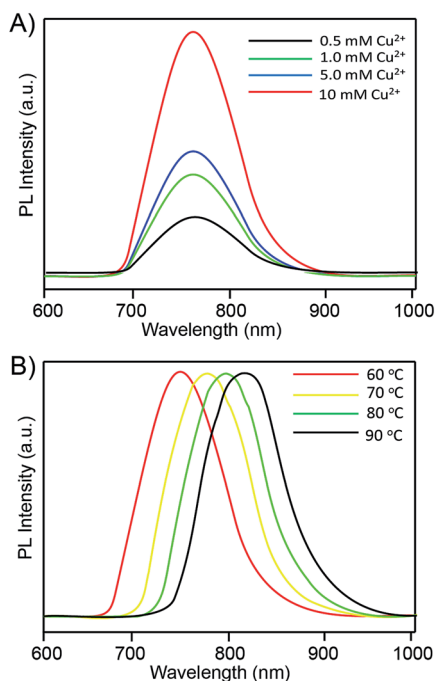 A)
0.5 mM Cu²⁺
1.0 mM Cu²⁺
5.0 mM Cu²⁺
10 mM Cu²⁺
PL Intensity (a.u.)
600 700 800 900 1000
Wavelength (nm)
B)
60 °C
70 °C
80 °C
90 °C
PL Intensity (a.u.)
600 700 800 900 1000
Wavelength (nm)